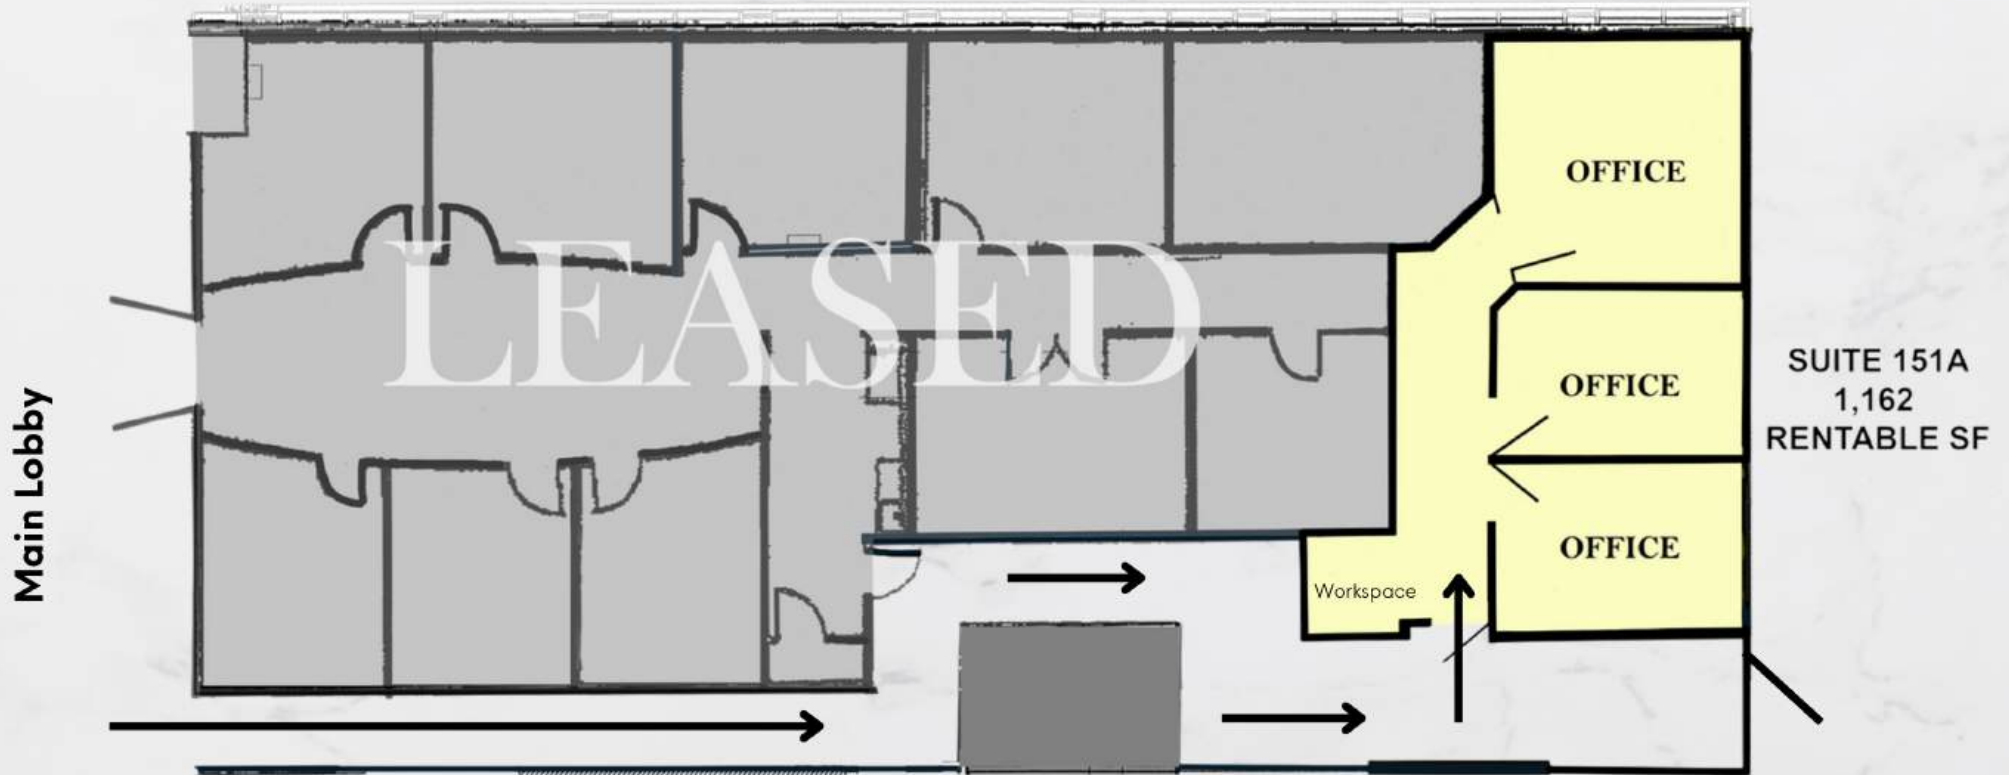 OFFICE
LEASED
OFFICE
SUITE 151A
1,162
RENTABLE SF
Main Lobby
OFFICE
Workspace